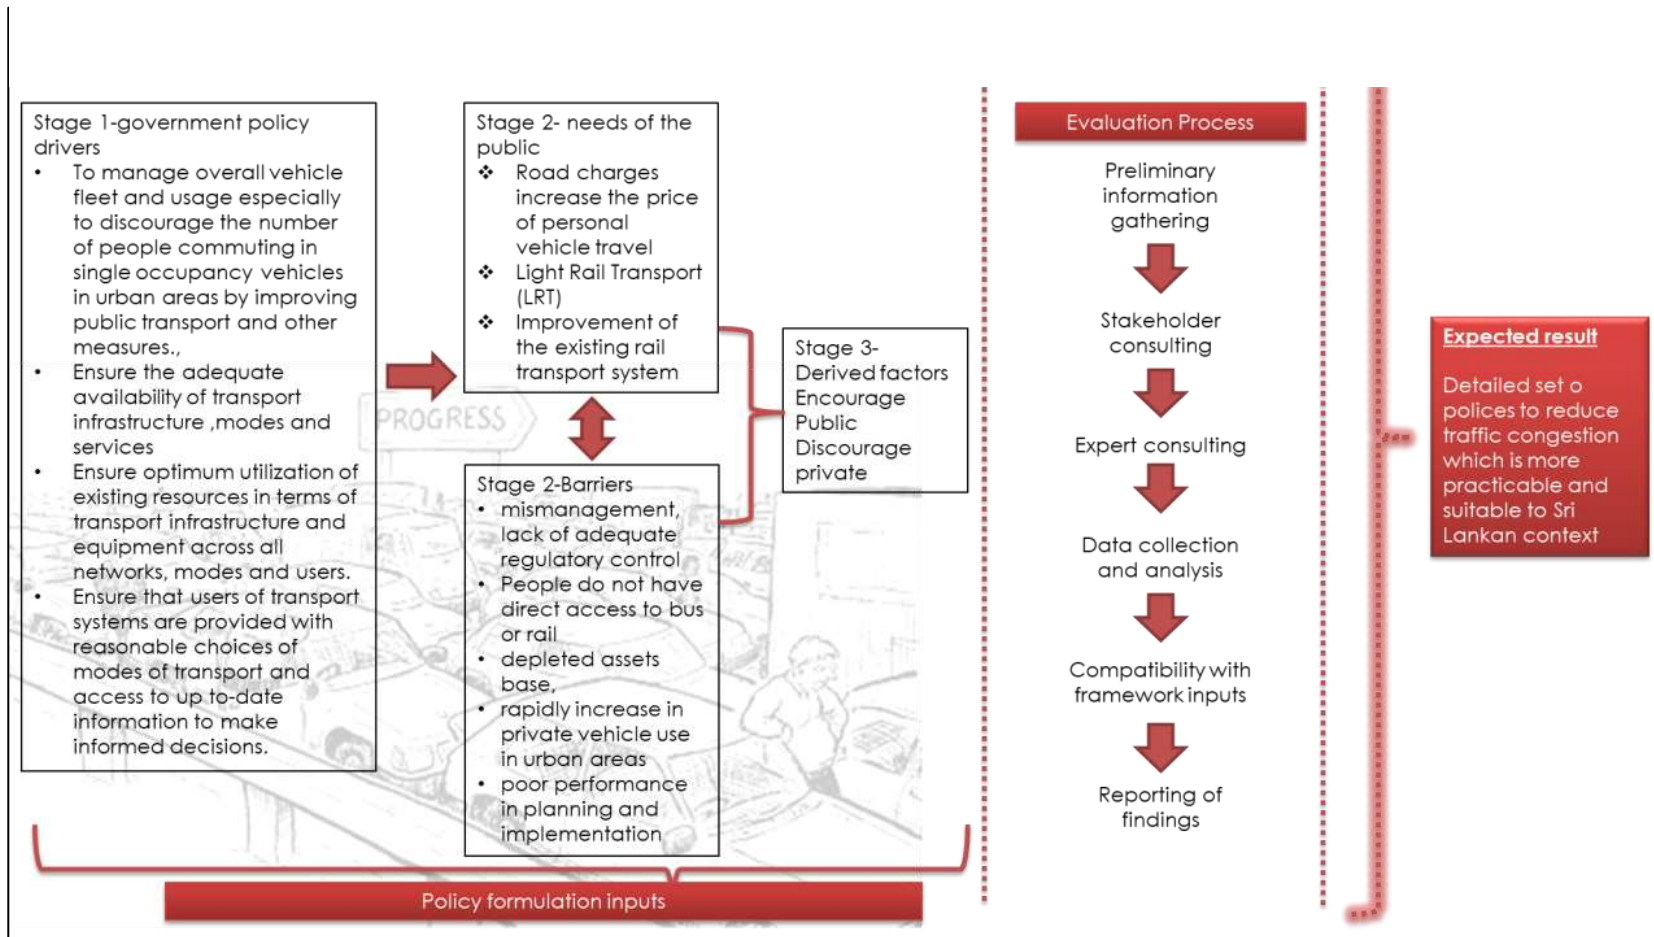 Stage 1-government policy
drivers
• To manage overall vehicle
fleet and usage especially
to discourage the number
of people commuting in
single occupancy vehicles
in urban areas by improving
public transport and other
measures.,
• Ensure the adequate
availability of transport
infrastructure ,modes and
services
• Ensure optimum utilization of
existing resources in terms of
transport infrastructure and
equipment across all
networks, modes and users.
• Ensure that users of transport
systems are provided with
reasonable choices of
modes of transport and
access to up to-date
information to make
informed decisions.
Stage 2- needs of the
public
❖ Road charges
increase the price
of personal
vehicle travel
❖ Light Rail Transport
(LRT)
❖ Improvement of
the existing rail
transport system
PROGRESS
Stage 2-Barriers
• mismanagement,
lack of adequate
regulatory control
• People do not have
direct access to bus
or rail
• depleted assets
base,
• rapidly increase in
private vehicle use
in urban areas
• poor performance
in planning and
implementation
Stage 3-
Derived factors
Encourage
Public
Discourage
private
Policy formulation inputs
Evaluation Process
Preliminary
information
gathering
Stakeholder
consulting
Expert consulting
Data collection
and analysis
Compatibility with
framework inputs
Reporting of
findings
Expected result
Detailed set o
polices to reduce
traffic congestion
which is more
practicable and
suitable to Sri
Lankan context